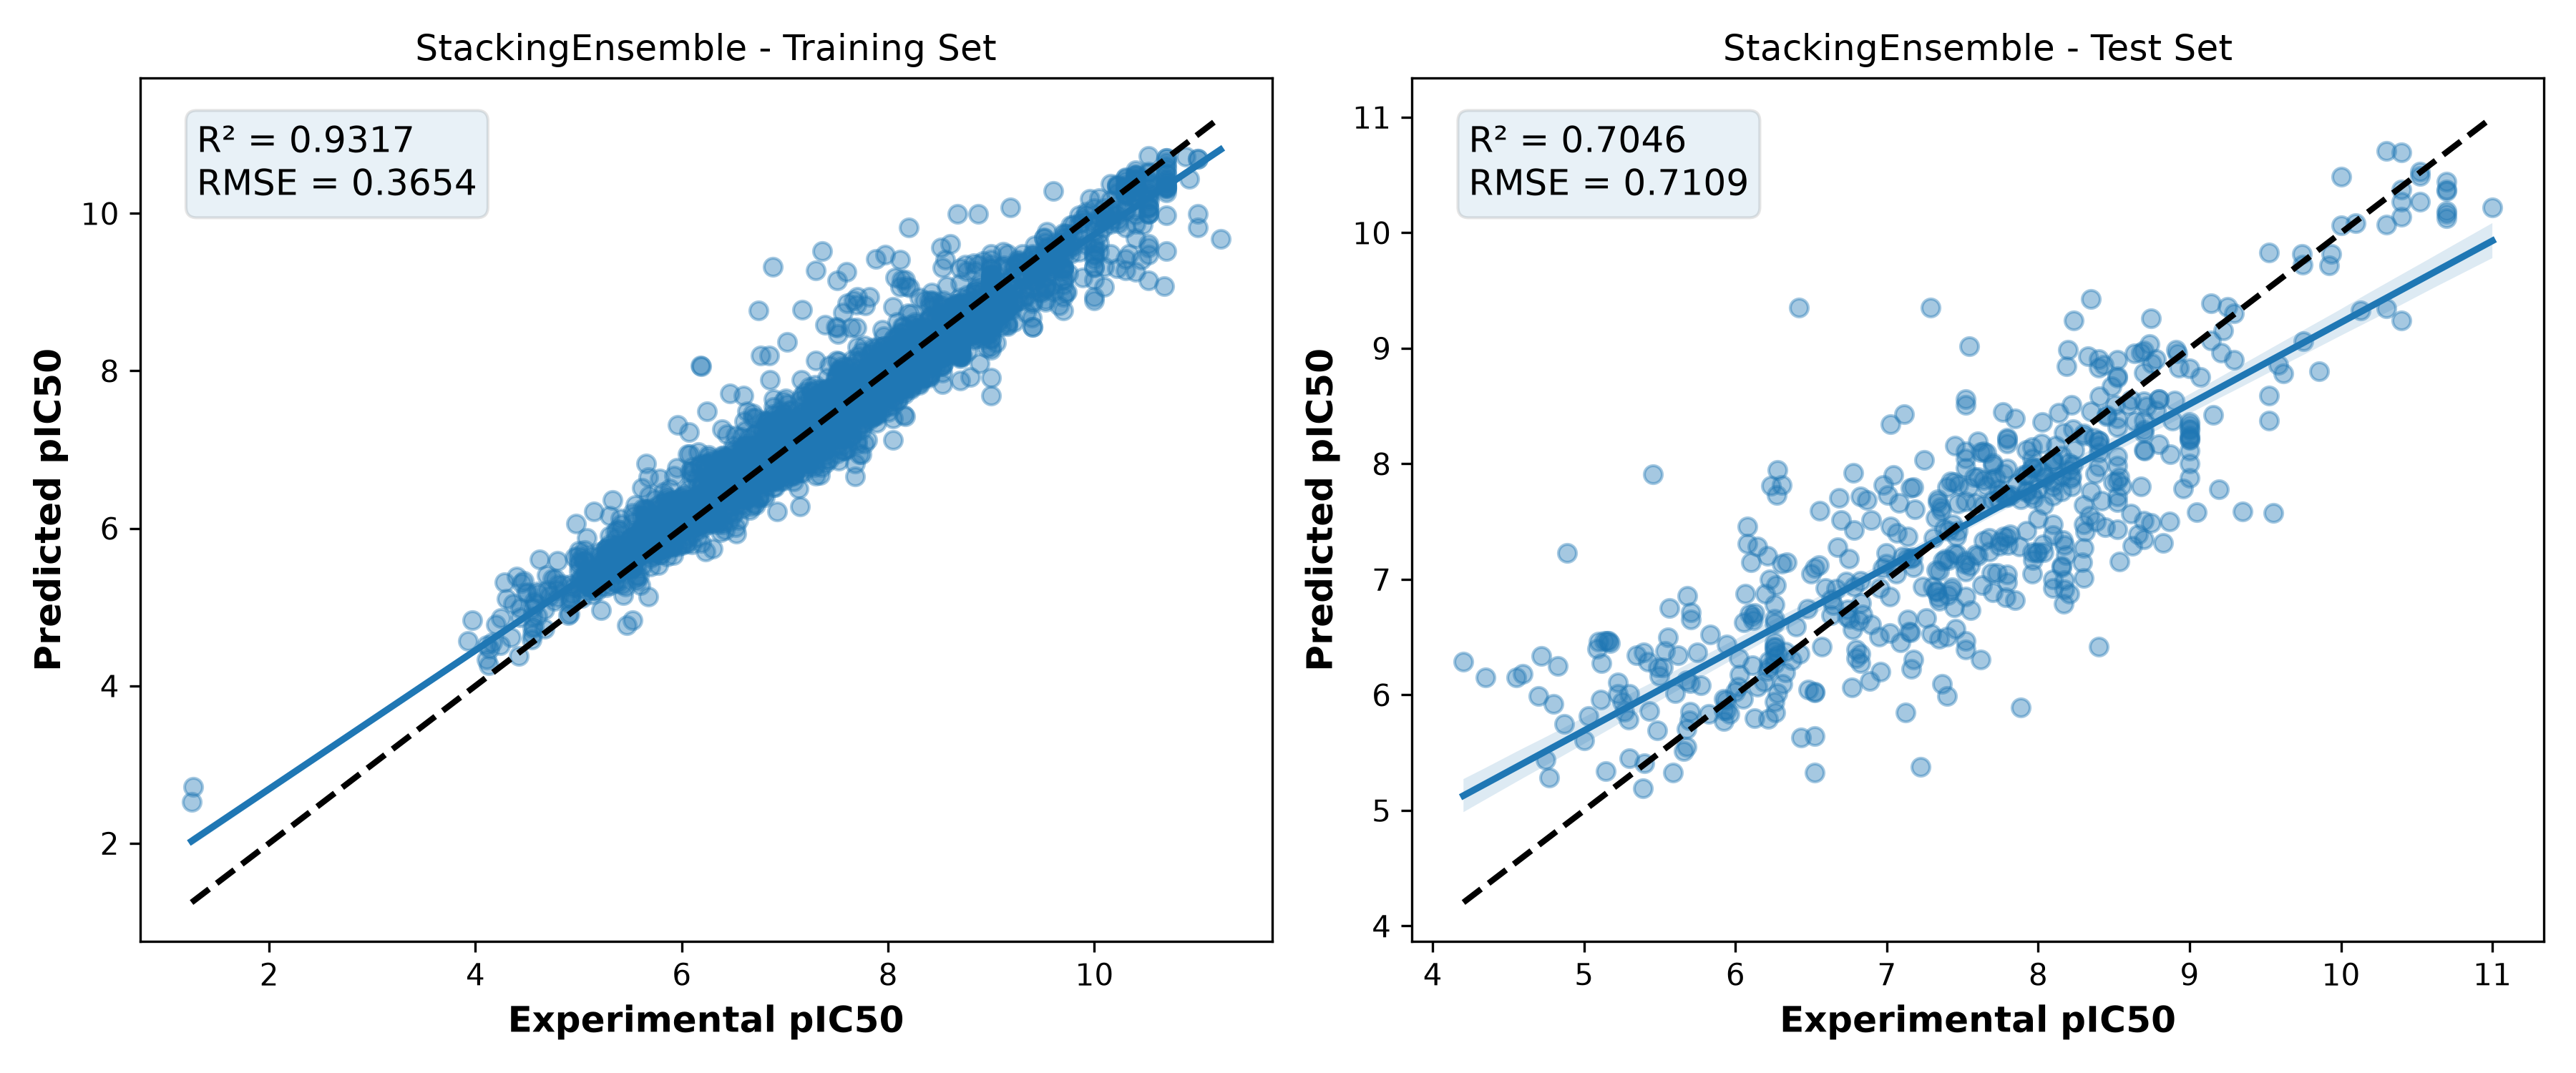 StackingEnsemble - Training Set
R² = 0.9317
RMSE = 0.3654
10
8
6
4
2
2 4 6 8 10
Predicted pIC50
Experimental pIC50
StackingEnsemble - Test Set
R² = 0.7046
RMSE = 0.7109
11
10
9
8
7
6
5
4
4 5 6 7 8 9 10 11
Predicted pIC50
Experimental pIC50